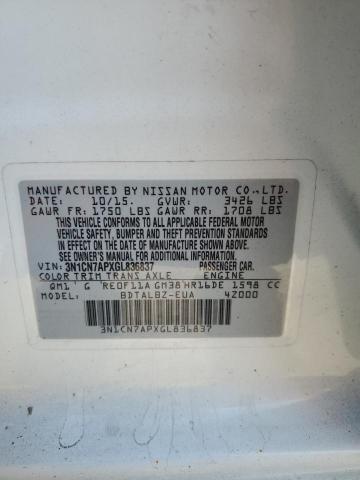 MANUFACTURED BY NISSAN MOTOR CO.,LTD.
DATE: 10/15. GVWR: 3426 LBS
GAWR FR: 1750 LBS GAWR RR: 1708 LBS
THIS VEHICLE CONFORMS TO ALL APPLICABLE FEDERAL MOTOR
VEHICLE SAFETY, BUMPER, AND THEFT PREVENTION STANDARDS
IN EFFECT ON THE DATE OF MANUFACTURE SHOWN ABOVE.
SEE OWNER'S MANUAL FOR ADDITIONAL INFORMATION.
VIN: 3N1CN7APXGL836837 PASSENGER CAR.
COLOR TRIM TRANS AXLE ENGINE
QM1 G RE0F11A GM38 HR16DE 1598 CC
MODEL: BDTALBZ-EUA 4Z000
3N1CN7APXGL836837